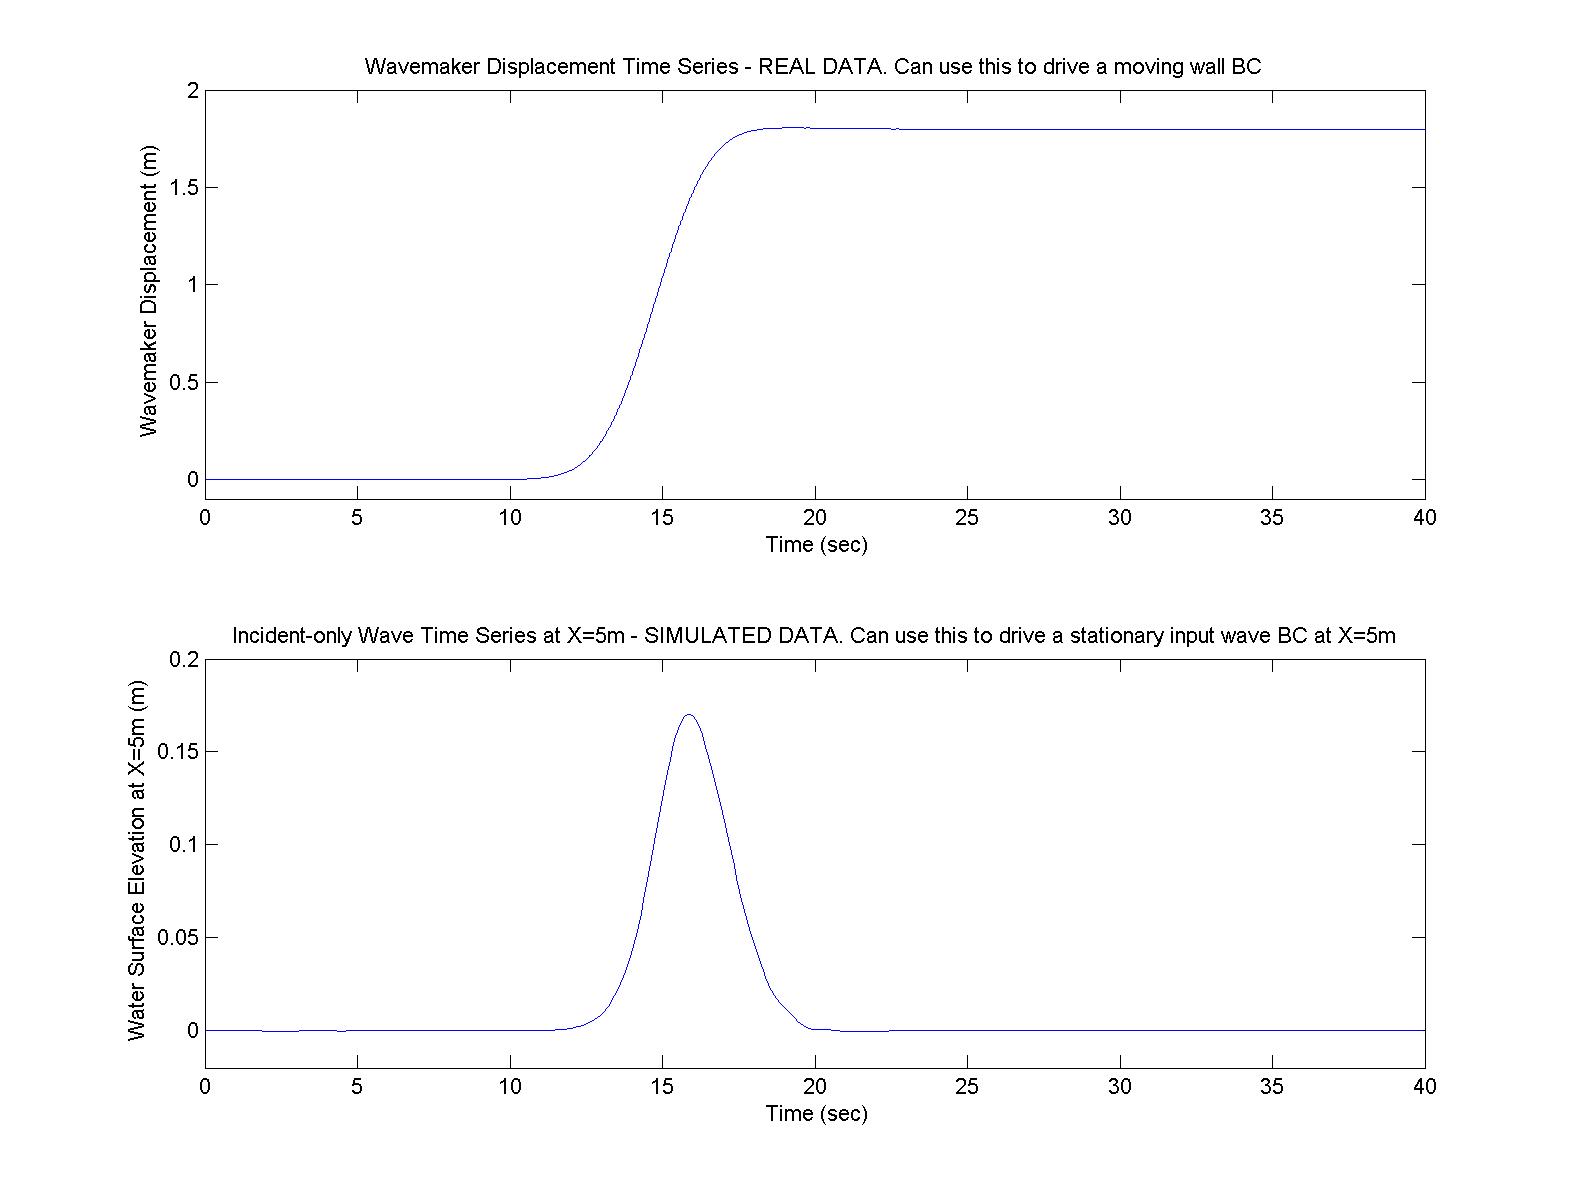 Wavemaker Displacement Time Series - REAL DATA. Can use this to drive a moving wall BC
Wavemaker Displacement (m)
2
1.5
1
0.5
0
0 5 10 15 20 25 30 35 40
Time (sec)
Incident-only Wave Time Series at X=5m - SIMULATED DATA. Can use this to drive a stationary input wave BC at X=5m
Water Surface Elevation at X=5m (m)
0.2
0.15
0.1
0.05
0
0 5 10 15 20 25 30 35 40
Time (sec)